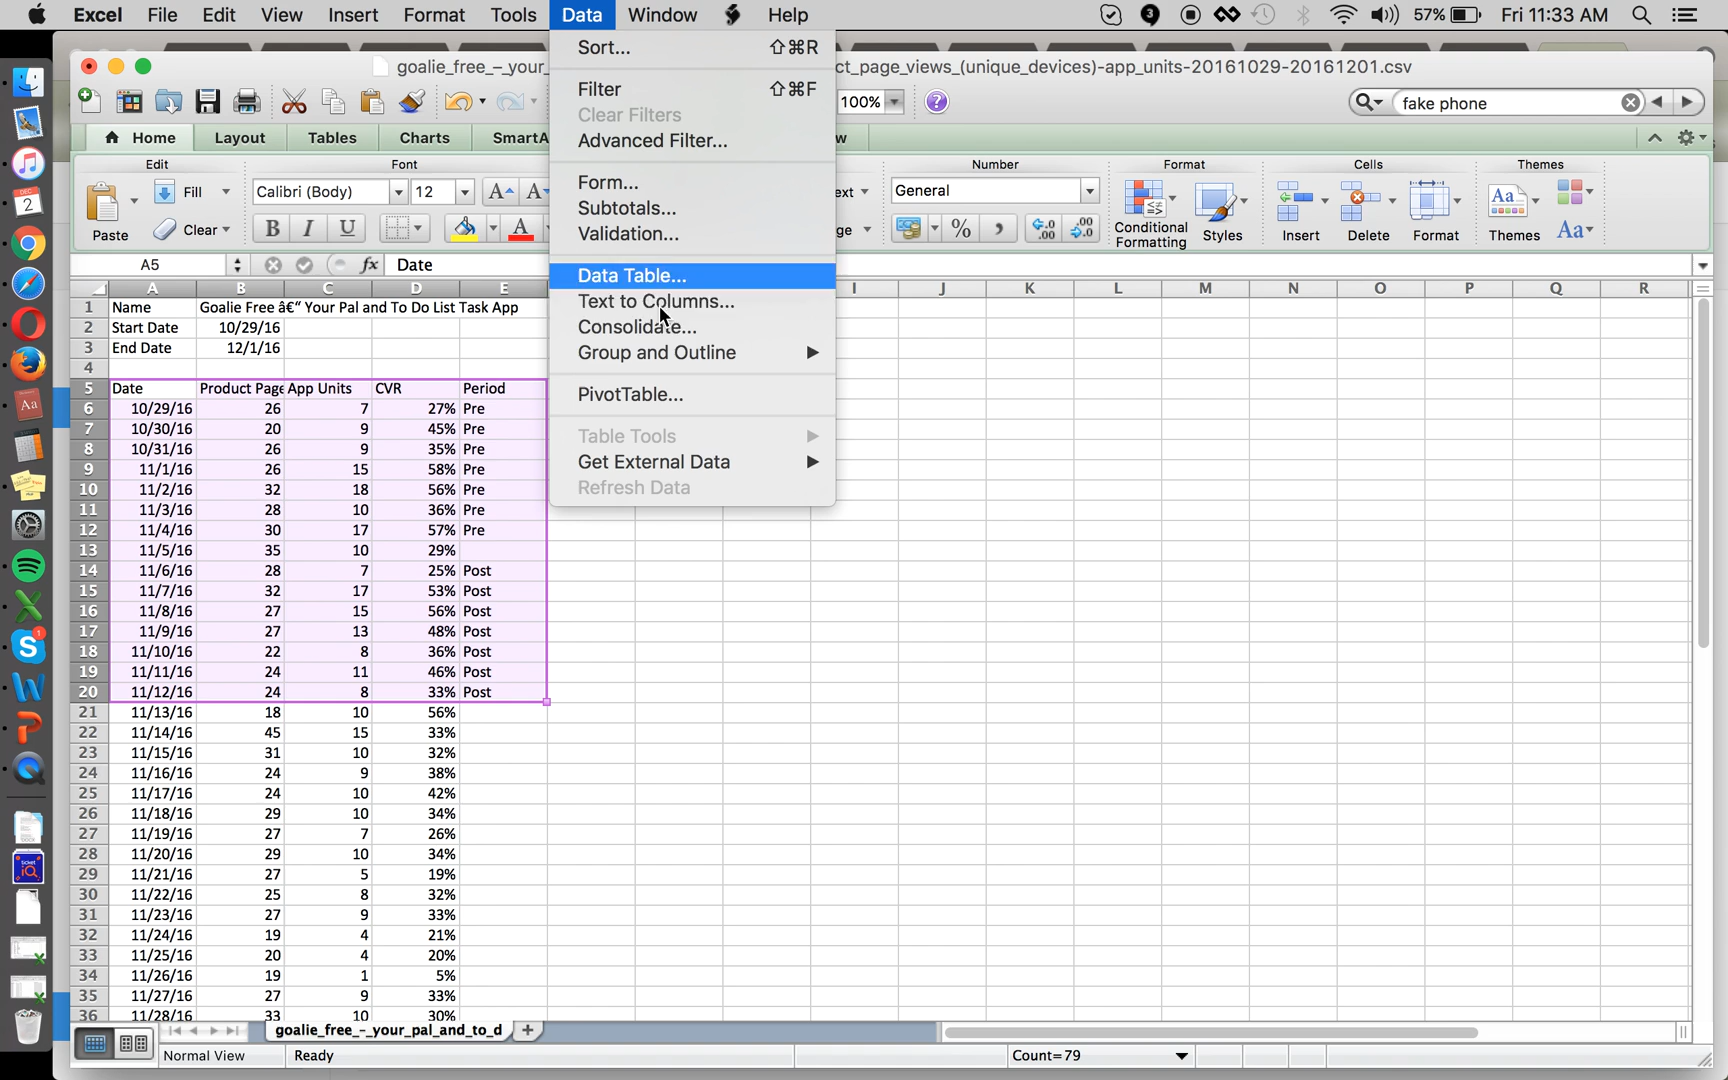 Excel File Edit View Insert Format Tools Data Window Help 3 57% Fri 11:33 AM
goalie_free_-_your_ ct_page_views_(unique_devices)-app_units-20161029-20161201.csv
100% fake phone
Home Layout Tables Charts SmartA w
Edit Font Number Format Cells Themes
Paste Fill Clear Calibri (Body) 12 A A B I U A ext ge General %
Conditional Formatting Styles Insert Delete Format Themes Aa
A5 fx Date
Sort... ⇧⌘R
Filter ⇧⌘F
Clear Filters
Advanced Filter...
Form...
Subtotals...
Validation...
Data Table...
Text to Columns...
Consolidate...
Group and Outline
PivotTable...
Table Tools
Get External Data
Refresh Data
A B C D E I J K L M N O P Q R
1 Name Goalie Free â€“ Your Pal and To Do List Task App
2 Start Date 10/29/16
3 End Date 12/1/16
4
5 Date Product Page App Units CVR Period
6 10/29/16 26 7 27% Pre
7 10/30/16 20 9 45% Pre
8 10/31/16 26 9 35% Pre
9 11/1/16 26 15 58% Pre
10 11/2/16 32 18 56% Pre
11 11/3/16 28 10 36% Pre
12 11/4/16 30 17 57% Pre
13 11/5/16 35 10 29%
14 11/6/16 28 7 25% Post
15 11/7/16 32 17 53% Post
16 11/8/16 27 15 56% Post
17 11/9/16 27 13 48% Post
18 11/10/16 22 8 36% Post
19 11/11/16 24 11 46% Post
20 11/12/16 24 8 33% Post
21 11/13/16 18 10 56%
22 11/14/16 45 15 33%
23 11/15/16 31 10 32%
24 11/16/16 24 9 38%
25 11/17/16 24 10 42%
26 11/18/16 29 10 34%
27 11/19/16 27 7 26%
28 11/20/16 29 10 34%
29 11/21/16 27 5 19%
30 11/22/16 25 8 32%
31 11/23/16 27 9 33%
32 11/24/16 19 4 21%
33 11/25/16 20 4 20%
34 11/26/16 19 1 5%
35 11/27/16 27 9 33%
36 11/28/16 33 10 30%
goalie_free_-_your_pal_and_to_d
Normal View Ready Count=79
DEC
2
Aa
S 1
W
P
ticket
iQ